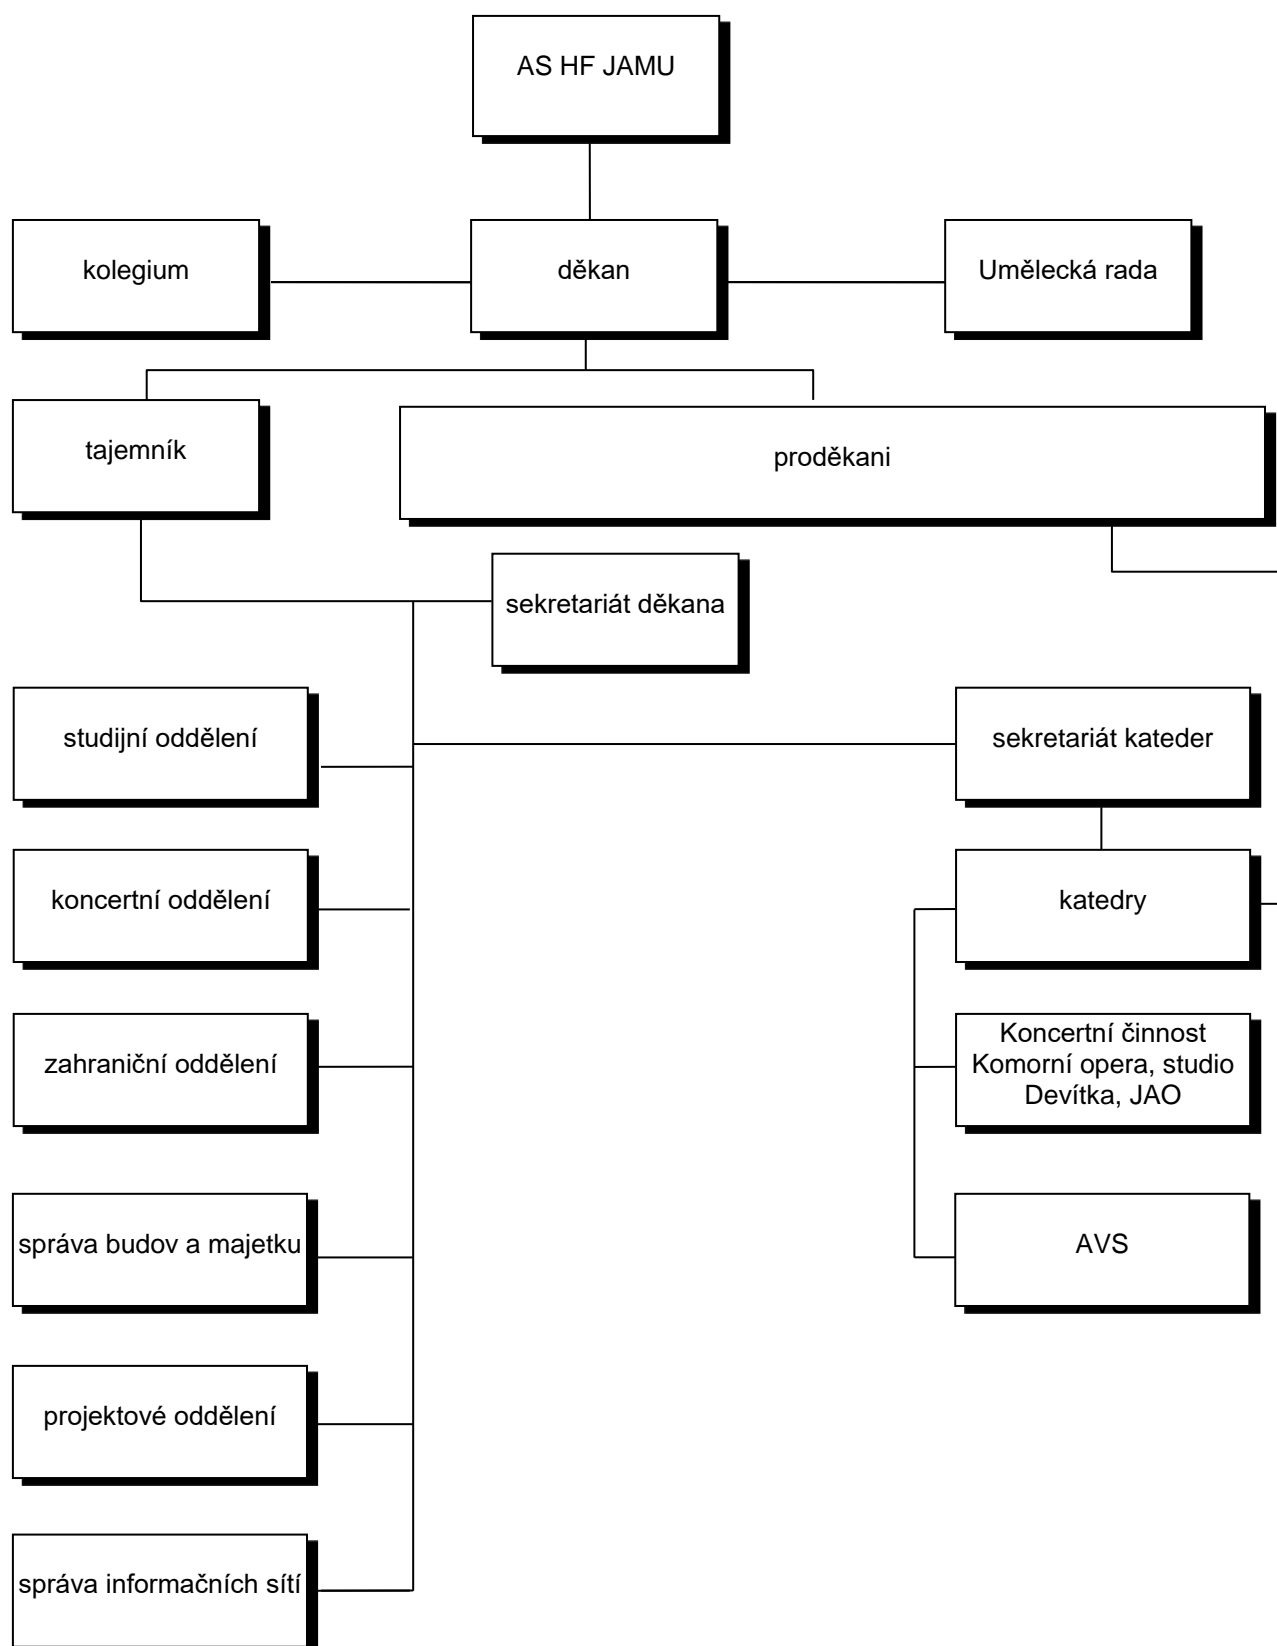 AS HF JAMU
kolegium
děkan
Umělecká rada
tajemník
proděkani
sekretariát děkana
studijní oddělení
sekretariát kateder
koncertní oddělení
katedry
zahraniční oddělení
Koncertní činnost
Komorní opera, studio
Devítka, JAO
správa budov a majetku
AVS
projektové oddělení
správa informačních sítí